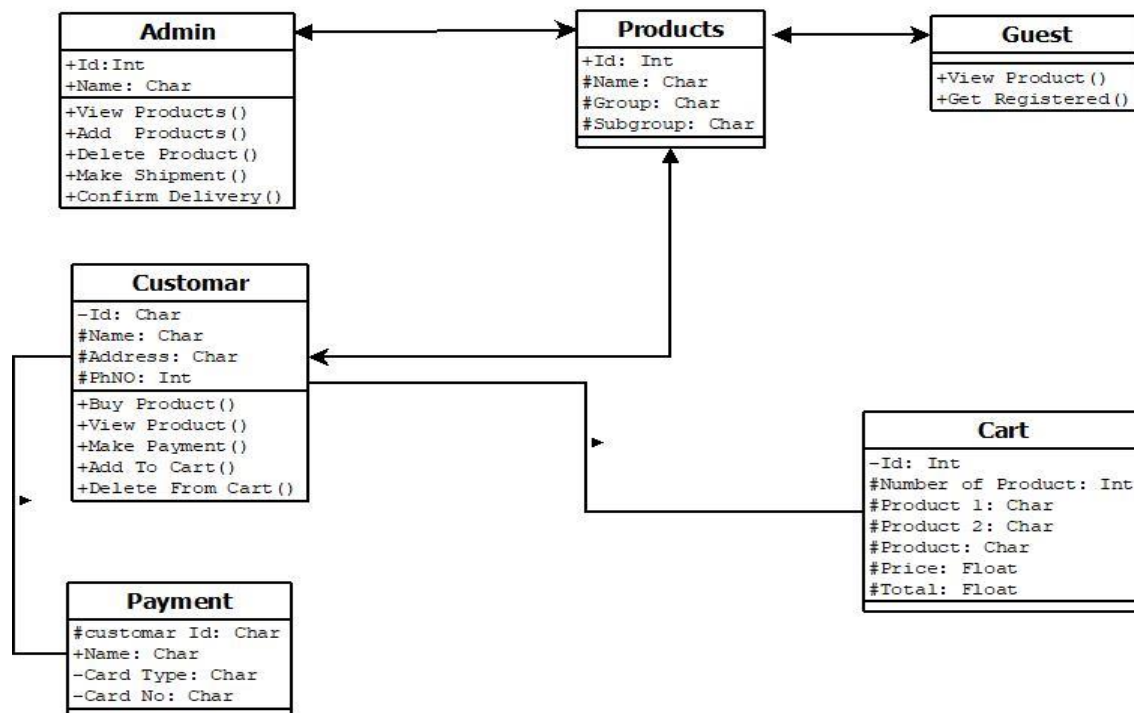 Admin
+Id:Int
+Name: Char
+View Products()
+Add  Products()
+Delete Product()
+Make Shipment()
+Confirm Delivery()
Products
+Id: Int
#Name: Char
#Group: Char
#Subgroup: Char
Guest
+View Product()
+Get Registered()
Customar
-Id: Char
#Name: Char
#Address: Char
#PhNO: Int
+Buy Product()
+View Product()
+Make Payment()
+Add To Cart()
+Delete From Cart()
Cart
-Id: Int
#Number of Product: Int
#Product 1: Char
#Product 2: Char
#Product: Char
#Price: Float
#Total: Float
Payment
#customar Id: Char
+Name: Char
-Card Type: Char
-Card No: Char